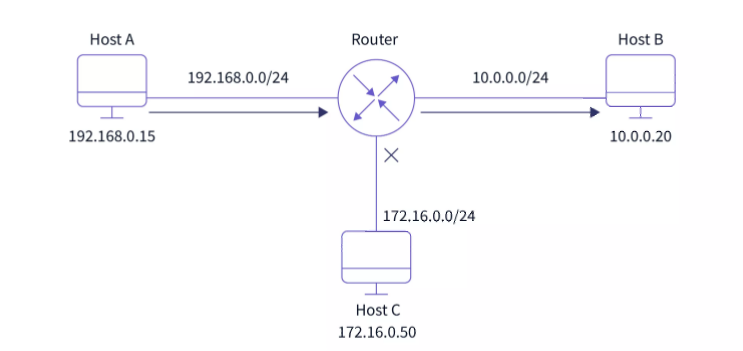 Host A
Router
Host B
192.168.0.0/24
10.0.0.0/24
192.168.0.15
10.0.0.20
172.16.0.0/24
Host C
172.16.0.50